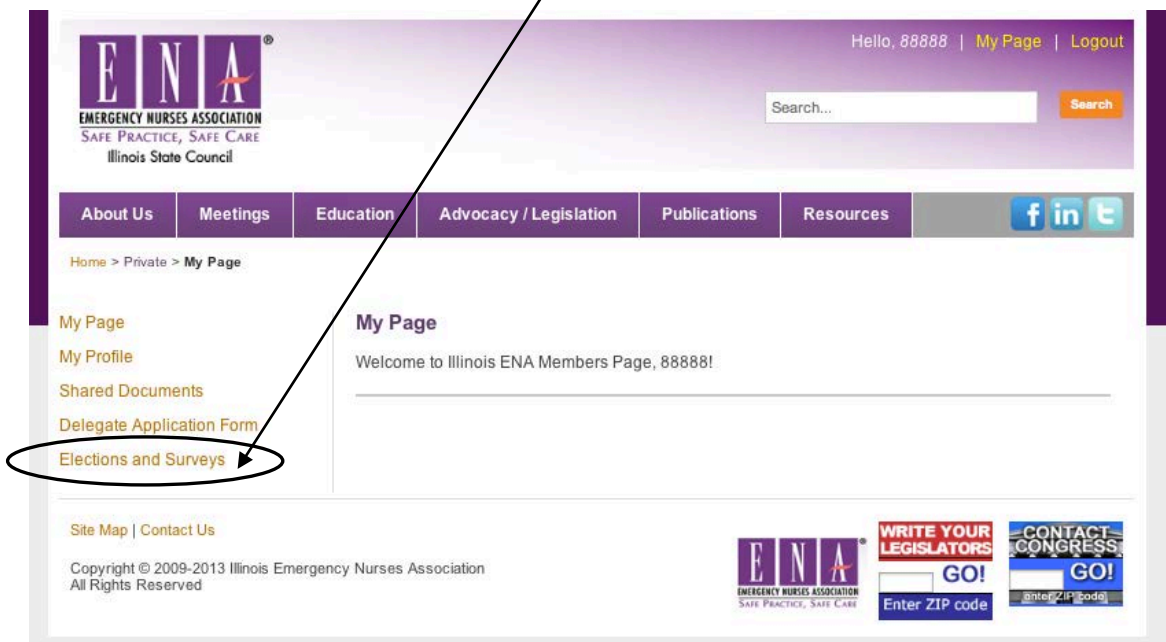 ENA®
EMERGENCY NURSES ASSOCIATION
SAFE PRACTICE, SAFE CARE
Illinois State Council
Hello, 88888 | My Page | Logout
Search... Search
About Us Meetings Education Advocacy / Legislation Publications Resources f in t
Home > Private > My Page
My Page
My Profile
Shared Documents
Delegate Application Form
Elections and Surveys
My Page
Welcome to Illinois ENA Members Page, 88888!
Site Map | Contact Us
Copyright © 2009-2013 Illinois Emergency Nurses Association
All Rights Reserved
ENA®
EMERGENCY NURSES ASSOCIATION
SAFE PRACTICE, SAFE CARE
WRITE YOUR
LEGISLATORS
GO!
Enter ZIP code
CONTACT
CONGRESS
GO!
enter ZIP code